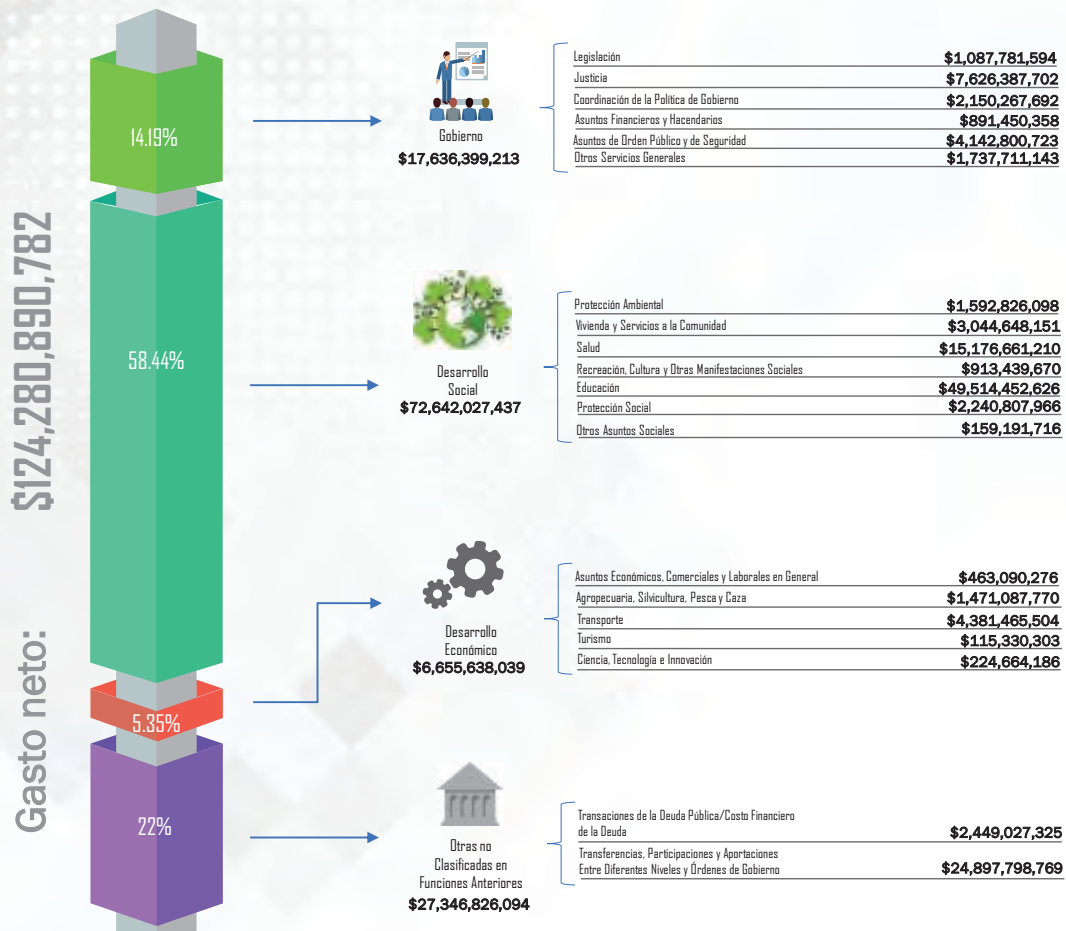 Gasto neto: $124,280,890,782
14.19%
Gobierno
$17,636,399,213
Legislación $1,087,781,594
Justicia $7,626,387,702
Coordinación de la Política de Gobierno $2,150,267,692
Asuntos Financieros y Hacendarios $891,450,358
Asuntos de Orden Público y de Seguridad $4,142,800,723
Otros Servicios Generales $1,737,711,143
58.44%
Desarrollo
Social
$72,642,027,437
Protección Ambiental $1,592,826,098
Vivienda y Servicios a la Comunidad $3,044,648,151
Salud $15,176,661,210
Recreación, Cultura y Otras Manifestaciones Sociales $913,439,670
Educación $49,514,452,626
Protección Social $2,240,807,966
Otros Asuntos Sociales $159,191,716
5.35%
Desarrollo
Económico
$6,655,638,039
Asuntos Económicos, Comerciales y Laborales en General $463,090,276
Agropecuaria, Silvicultura, Pesca y Caza $1,471,087,770
Transporte $4,381,465,504
Turismo $115,330,303
Ciencia, Tecnología e Innovación $224,664,186
22%
Otras no
Clasificadas en
Funciones Anteriores
$27,346,826,094
Transaciones de la Deuda Pública/Costo Financiero
de la Deuda $2,449,027,325
Transferencias, Participaciones y Aportaciones
Entre Diferentes Niveles y Órdenes de Gobierno $24,897,798,769